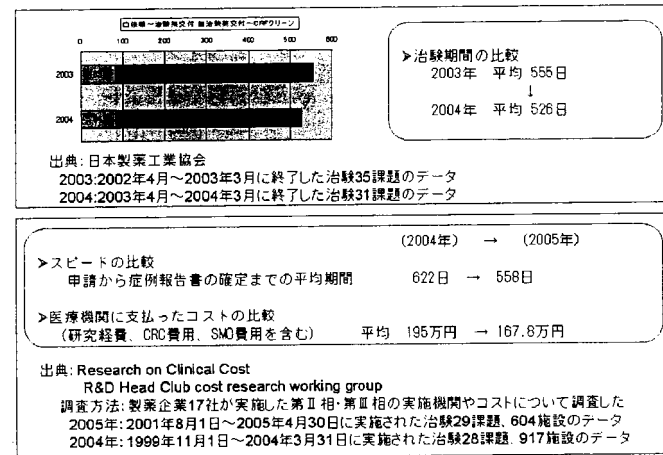 0 100 200 300 400 500 600
2003
2004
➤治験期間の比較
2003年 平均 555日
↓
2004年 平均 526日
出典: 日本製薬工業協会
2003:2002年4月～2003年3月に終了した治験35課題のデータ
2004:2003年4月～2004年3月に終了した治験31課題のデータ
(2004年) → (2005年)
➤スピードの比較
申請から症例報告書の確定までの平均期間 622日 → 558日
➤医療機関に支払ったコストの比較
(研究経費、CRC費用、SMO費用を含む) 平均 195万円 → 167.8万円
出典: Research on Clinical Cost
R&D Head Club cost research working group
調査方法: 製薬企業17社が実施した第Ⅱ相・第Ⅲ相の実施機関やコストについて調査した
2005年: 2001年8月1日～2005年4月30日に実施された治験29課題、604施設のデータ
2004年: 1999年11月1日～2004年3月31日に実施された治験28課題、917施設のデータ